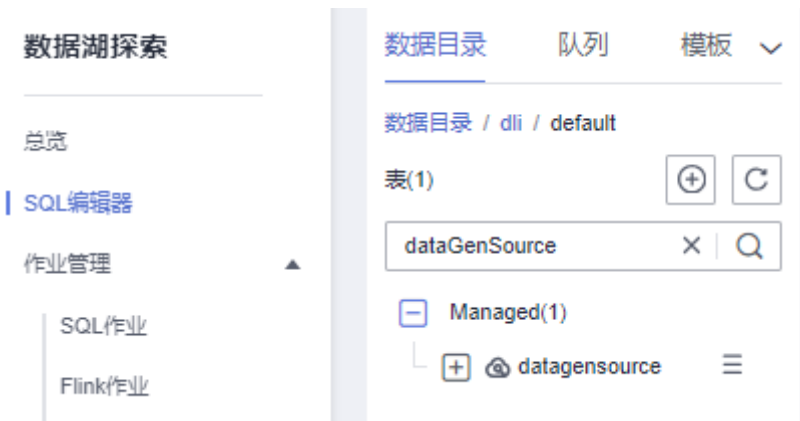 数据湖探索
总览
SQL编辑器
作业管理
SQL作业
Flink作业
数据目录 队列 模板
数据目录 / dli / default
表(1)
dataGenSource
Managed(1)
datagensource